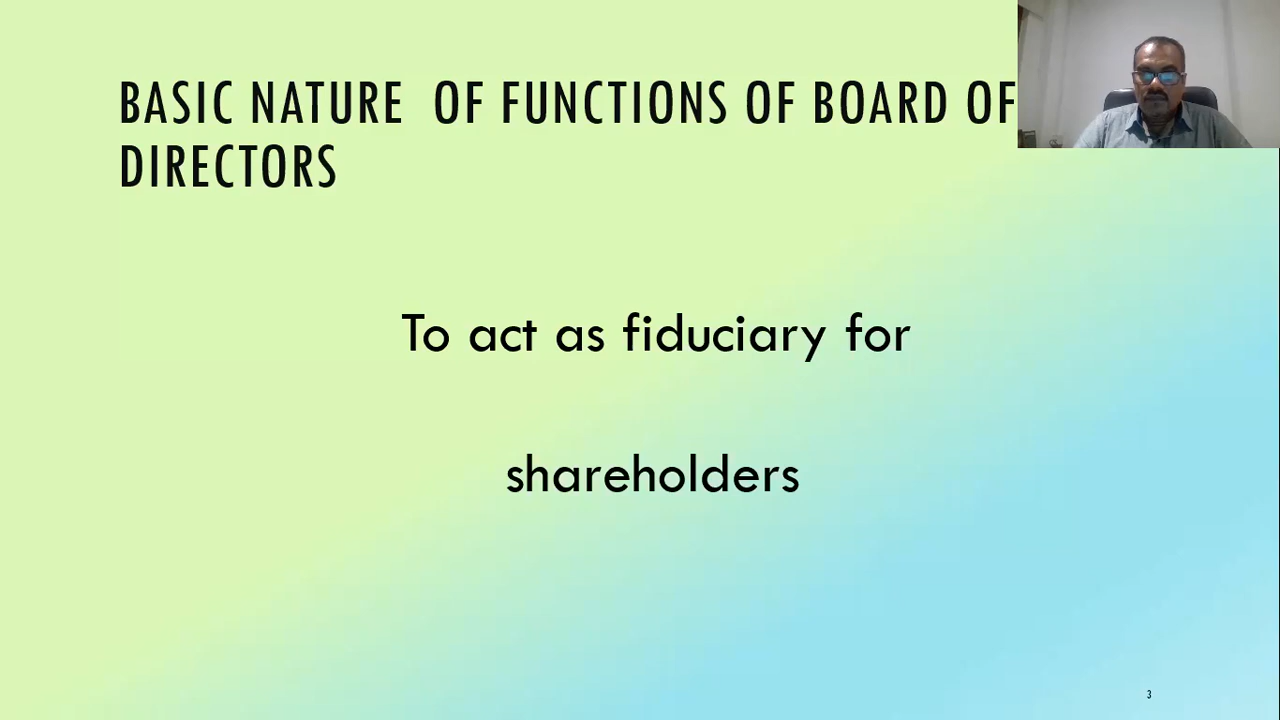 BASIC NATURE OF FUNCTIONS OF BOARD OF
DIRECTORS
To act as fiduciary for
shareholders
3